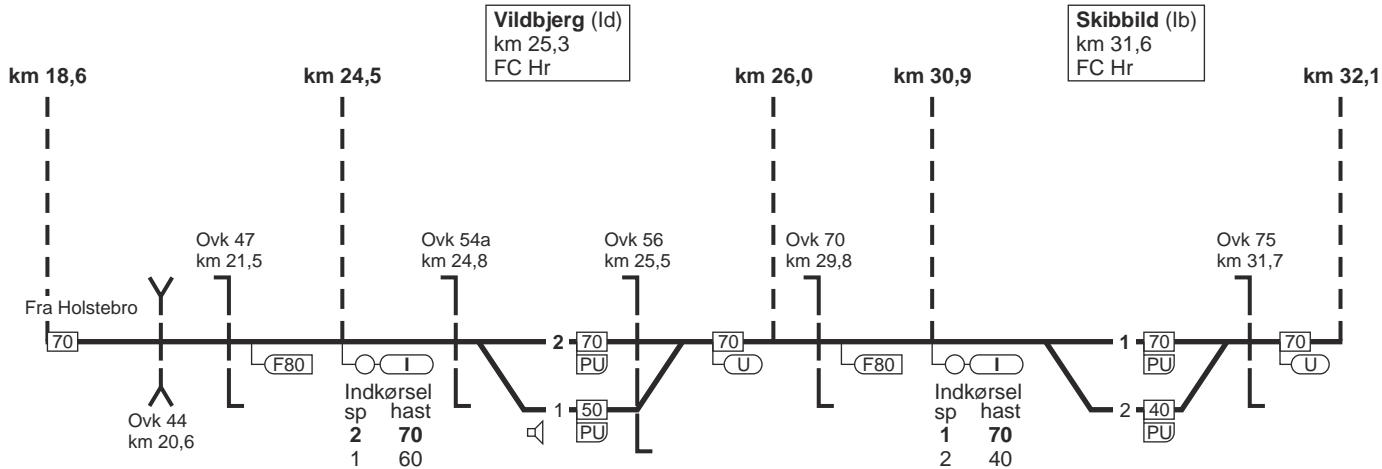 Vildbjerg (Id)
km 25,3
FC Hr
Skibbild (Ib)
km 31,6
FC Hr
km 18,6
km 24,5
km 26,0
km 30,9
km 32,1
Ovk 47
km 21,5
Ovk 54a
km 24,8
Ovk 56
km 25,5
Ovk 70
km 29,8
Ovk 75
km 31,7
Fra Holstebro
70
2 70
70
1 70
70
F80
I
PU
U
F80
I
PU
U
Ovk 44
km 20,6
Indkørsel
sp hast
2 70
1 60
1 50
PU
Indkørsel
sp hast
1 70
2 40
2 40
PU